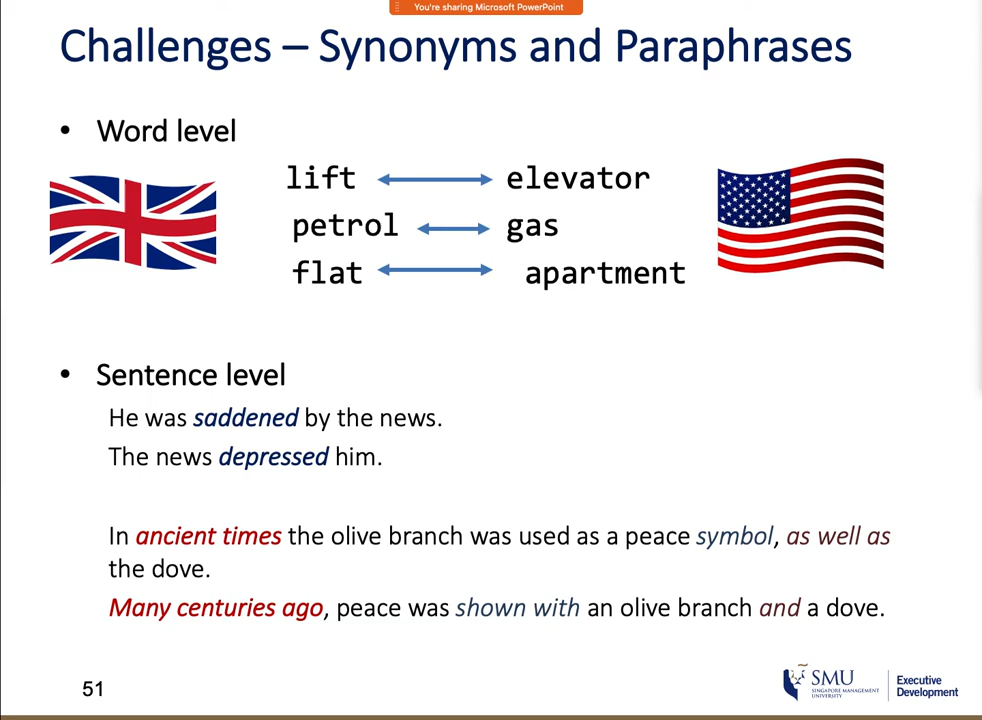 You're sharing Microsoft PowerPoint
Challenges – Synonyms and Paraphrases
• Word level
lift elevator
petrol gas
flat apartment
• Sentence level
He was saddened by the news.
The news depressed him.
In ancient times the olive branch was used as a peace symbol, as well as
the dove.
Many centuries ago, peace was shown with an olive branch and a dove.
51
SMU
SINGAPORE MANAGEMENT
UNIVERSITY
Executive
Development